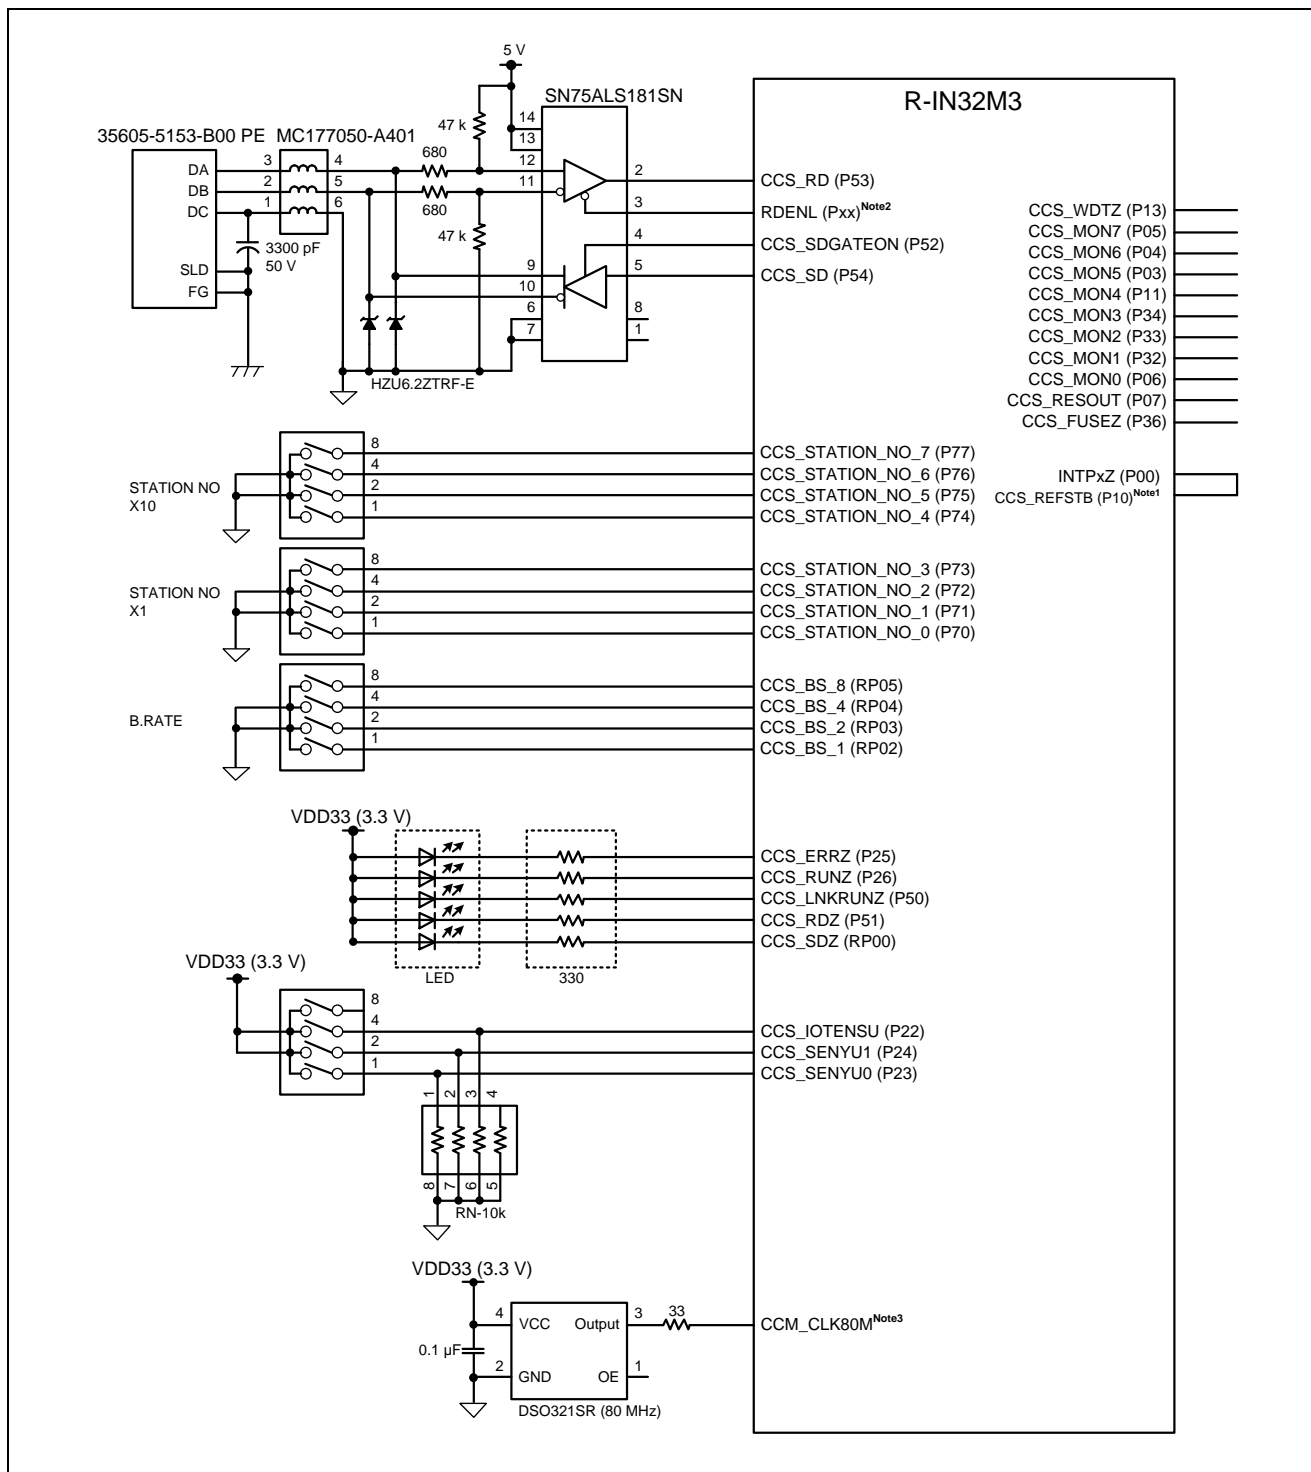 5 V
SN75ALS181SN
R-IN32M3
35605-5153-B00 PE
MC177050-A401
47 k
14
13
DA
3
4
680
12
2
CCS_RD (P53)
DB
2
5
11
3
RDENL (Pxx)Note2
DC
1
6
680
47 k
4
CCS_SDGATEON (P52)
3300 pF
50 V
9
5
CCS_SD (P54)
10
SLD
FG
6
8
7
1
HZU6.2ZTRF-E
CCS_WDTZ (P13)
CCS_MON7 (P05)
CCS_MON6 (P04)
CCS_MON5 (P03)
CCS_MON4 (P11)
CCS_MON3 (P34)
CCS_MON2 (P33)
CCS_MON1 (P32)
CCS_MON0 (P06)
CCS_RESOUT (P07)
CCS_FUSEZ (P36)
INTPxZ (P00)
CCS_REFSTB (P10)Note1
STATION NO
X10
8
CCS_STATION_NO_7 (P77)
4
CCS_STATION_NO_6 (P76)
2
CCS_STATION_NO_5 (P75)
1
CCS_STATION_NO_4 (P74)
STATION NO
X1
8
CCS_STATION_NO_3 (P73)
4
CCS_STATION_NO_2 (P72)
2
CCS_STATION_NO_1 (P71)
1
CCS_STATION_NO_0 (P70)
B.RATE
8
CCS_BS_8 (RP05)
4
CCS_BS_4 (RP04)
2
CCS_BS_2 (RP03)
1
CCS_BS_1 (RP02)
VDD33 (3.3 V)
CCS_ERRZ (P25)
CCS_RUNZ (P26)
CCS_LNKRUNZ (P50)
CCS_RDZ (P51)
CCS_SDZ (RP00)
LED
330
VDD33 (3.3 V)
8
4
CCS_IOTENSU (P22)
2
CCS_SENYU1 (P24)
1
CCS_SENYU0 (P23)
1
2
3
4
8
7
6
5
RN-10k
VDD33 (3.3 V)
4
VCC
Output
3
33
CCM_CLK80MNote3
0.1 µF
2
GND
OE
1
DSO321SR (80 MHz)